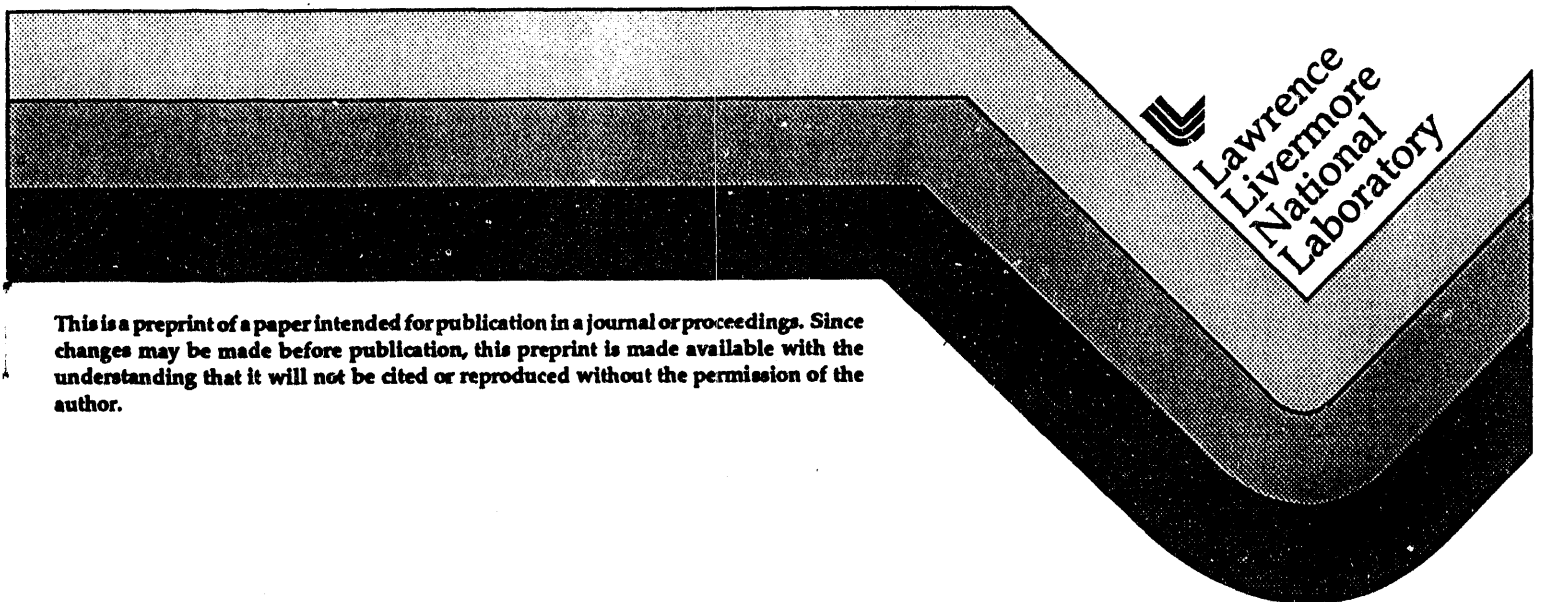 Lawrence
Livermore
National
Laboratory
This is a preprint of a paper intended for publication in a journal or proceedings. Since
changes may be made before publication, this preprint is made available with the
understanding that it will not be cited or reproduced without the permission of the
author.